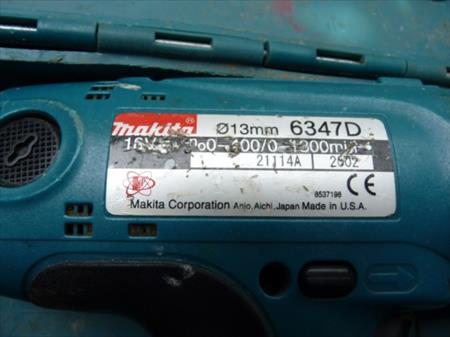 makita® Ø13mm 6347D
21114A 2502
8537198
CE
Makita Corporation Anjo, Aichi, Japan Made in U.S.A.